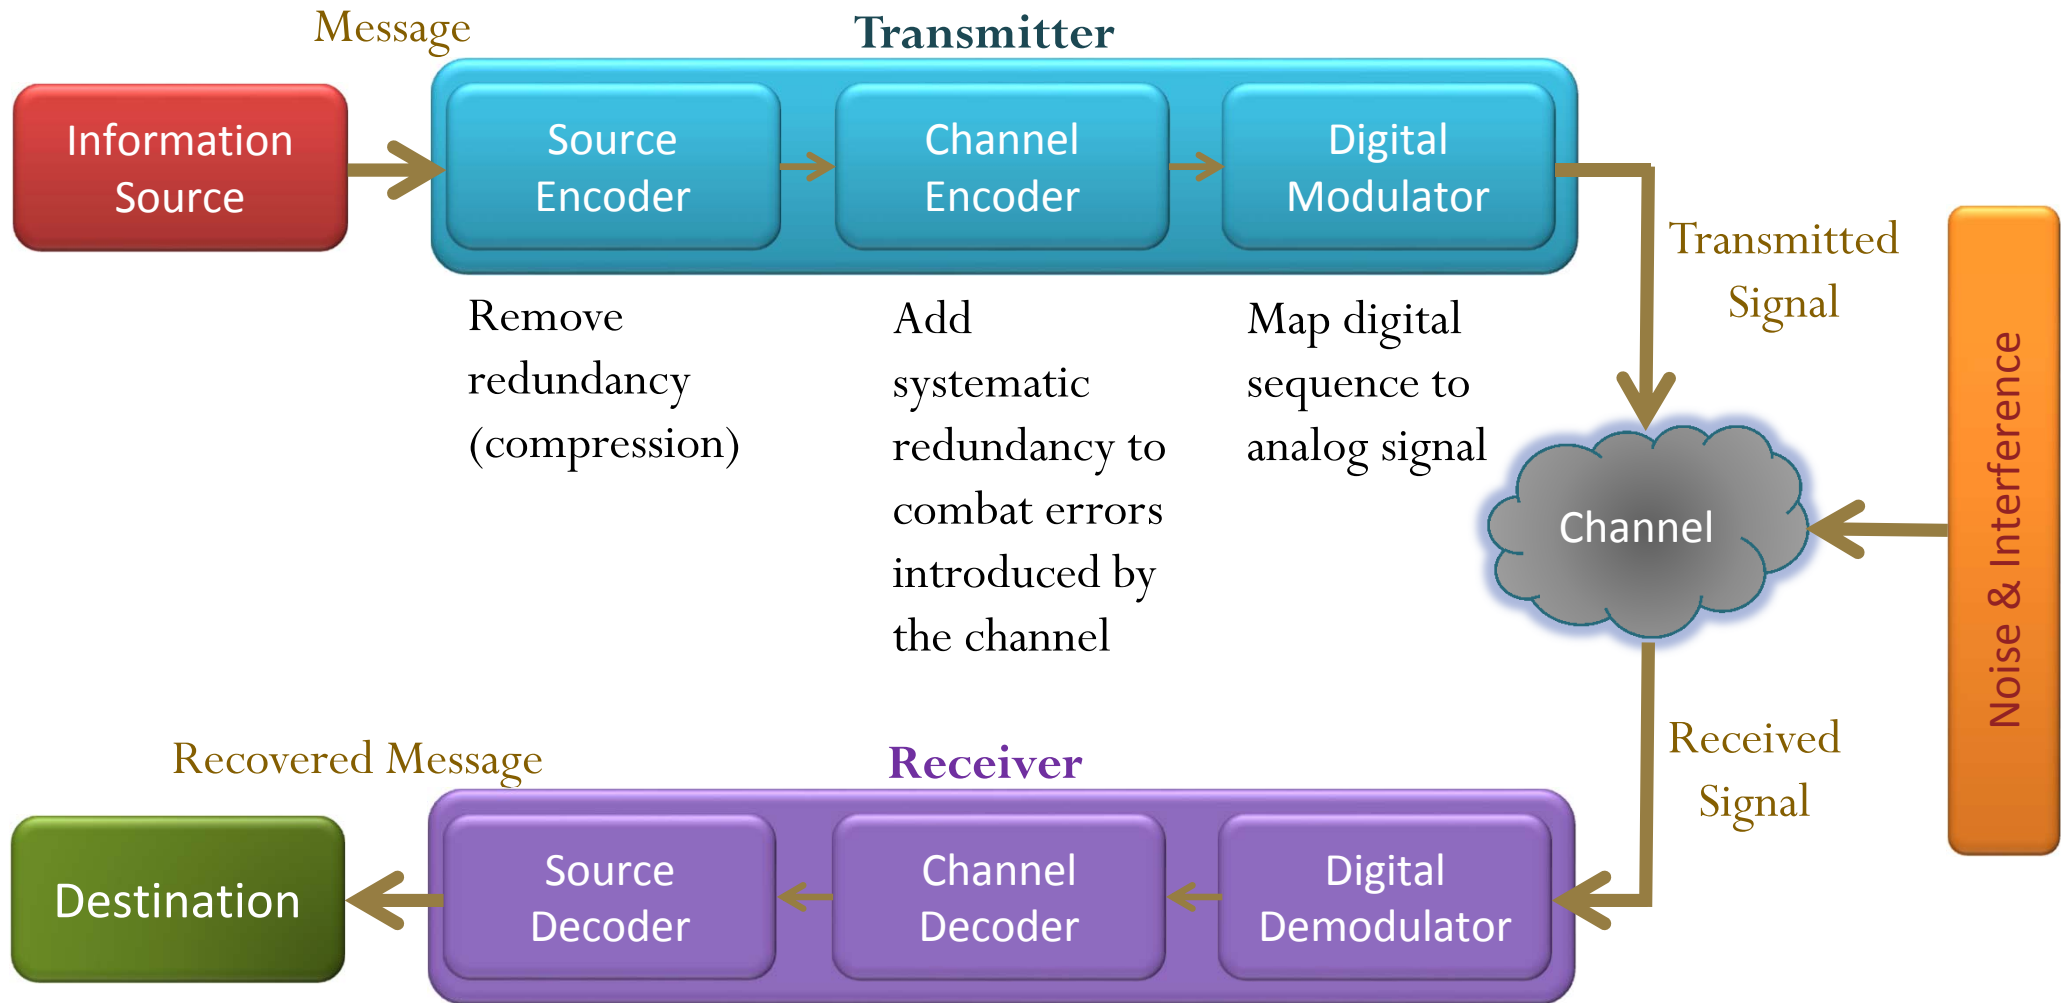 Message
Transmitter
Information
Source
Source
Encoder
Channel
Encoder
Digital
Modulator
Transmitted
Signal
Remove
redundancy
(compression)
Add
systematic
redundancy to
combat errors
introduced by
the channel
Map digital
sequence to
analog signal
Channel
Noise & Interference
Received
Signal
Recovered Message
Receiver
Destination
Source
Decoder
Channel
Decoder
Digital
Demodulator